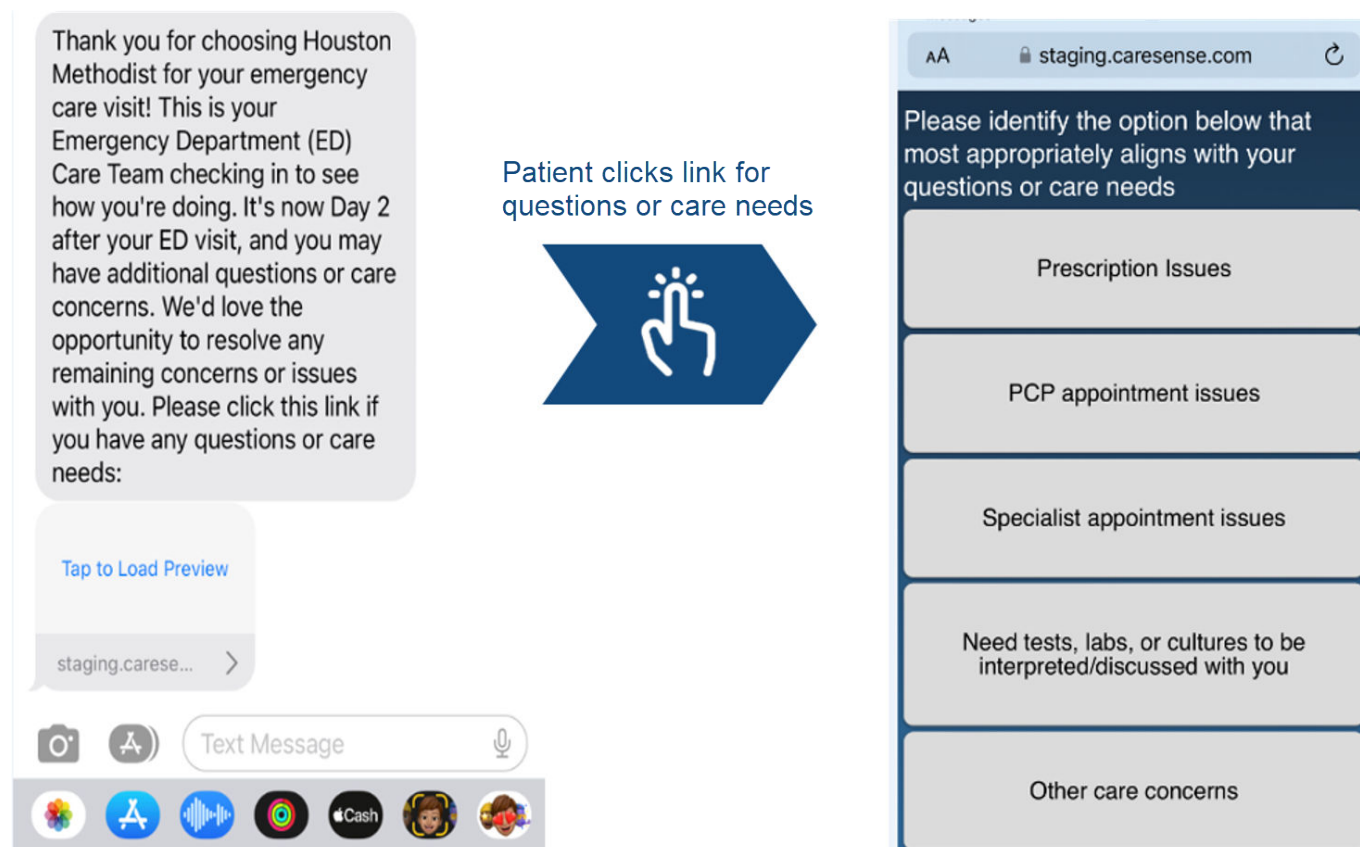 Thank you for choosing Houston
Methodist for your emergency
care visit! This is your
Emergency Department (ED)
Care Team checking in to see
how you're doing. It's now Day 2
after your ED visit, and you may
have additional questions or care
concerns. We'd love the
opportunity to resolve any
remaining concerns or issues
with you. Please click this link if
you have any questions or care
needs:
Tap to Load Preview
staging.carese...
Text Message
Cash
Patient clicks link for
questions or care needs
AA
staging.caresense.com
Please identify the option below that
most appropriately aligns with your
questions or care needs
Prescription Issues
PCP appointment issues
Specialist appointment issues
Need tests, labs, or cultures to be
interpreted/discussed with you
Other care concerns